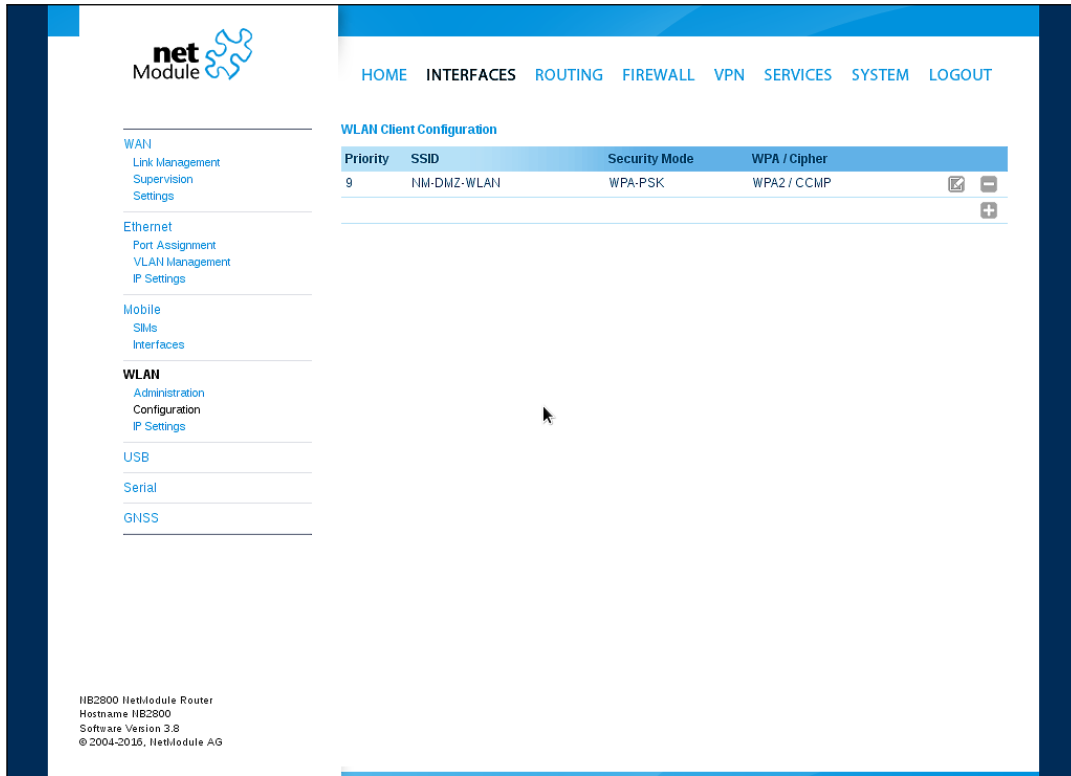 net
Module
HOME INTERFACES ROUTING FIREWALL VPN SERVICES SYSTEM LOGOUT
WAN
Link Management
Supervision
Settings
Ethernet
Port Assignment
VLAN Management
IP Settings
Mobile
SIMs
Interfaces
WLAN
Administration
Configuration
IP Settings
USB
Serial
GNSS
WLAN Client Configuration
Priority SSID Security Mode WPA / Cipher
9 NM-DMZ-WLAN WPA-PSK WPA2 / CCMP
NB2800 NetModule Router
Hostname NB2800
Software Version 3.8
© 2004-2016, NetModule AG